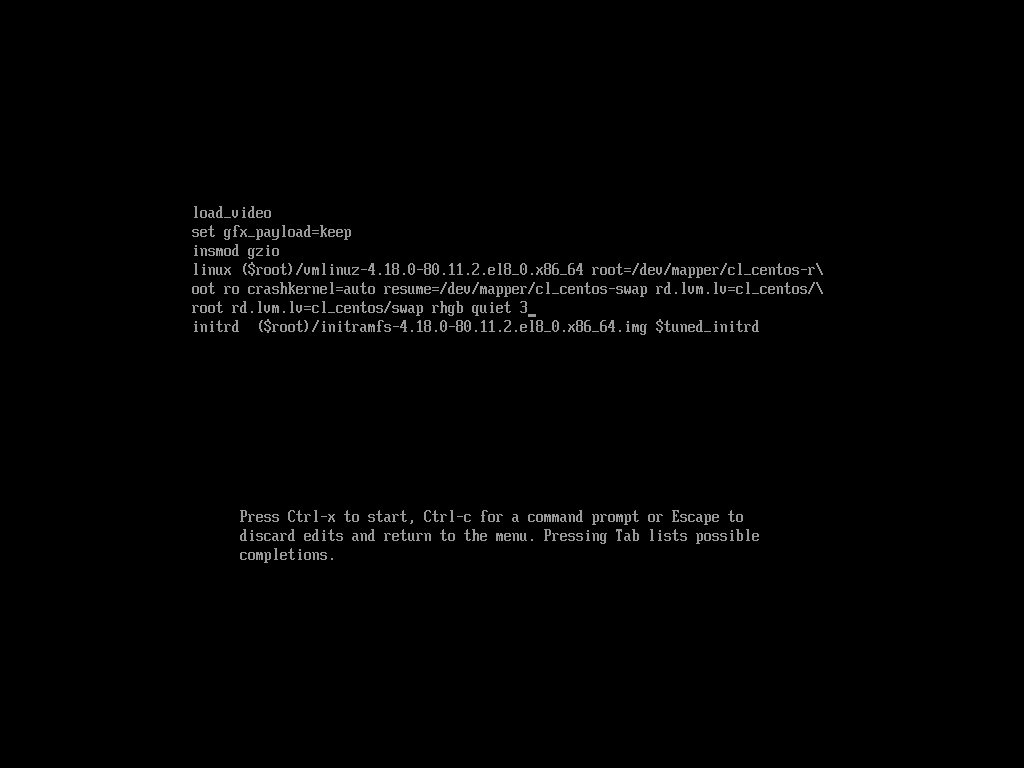 load_video
set gfx_payload=keep
insmod gzio
linux ($root)/vmlinuz-4.18.0-80.11.2.el8_0.x86_64 root=/dev/mapper/cl_centos-r\
oot ro crashkernel=auto resume=/dev/mapper/cl_centos-swap rd.lvm.lv=cl_centos/\
root rd.lvm.lv=cl_centos/swap rhgb quiet 3_
initrd  ($root)/initramfs-4.18.0-80.11.2.el8_0.x86_64.img $tuned_initrd
Press Ctrl-x to start, Ctrl-c for a command prompt or Escape to
discard edits and return to the menu. Pressing Tab lists possible
completions.